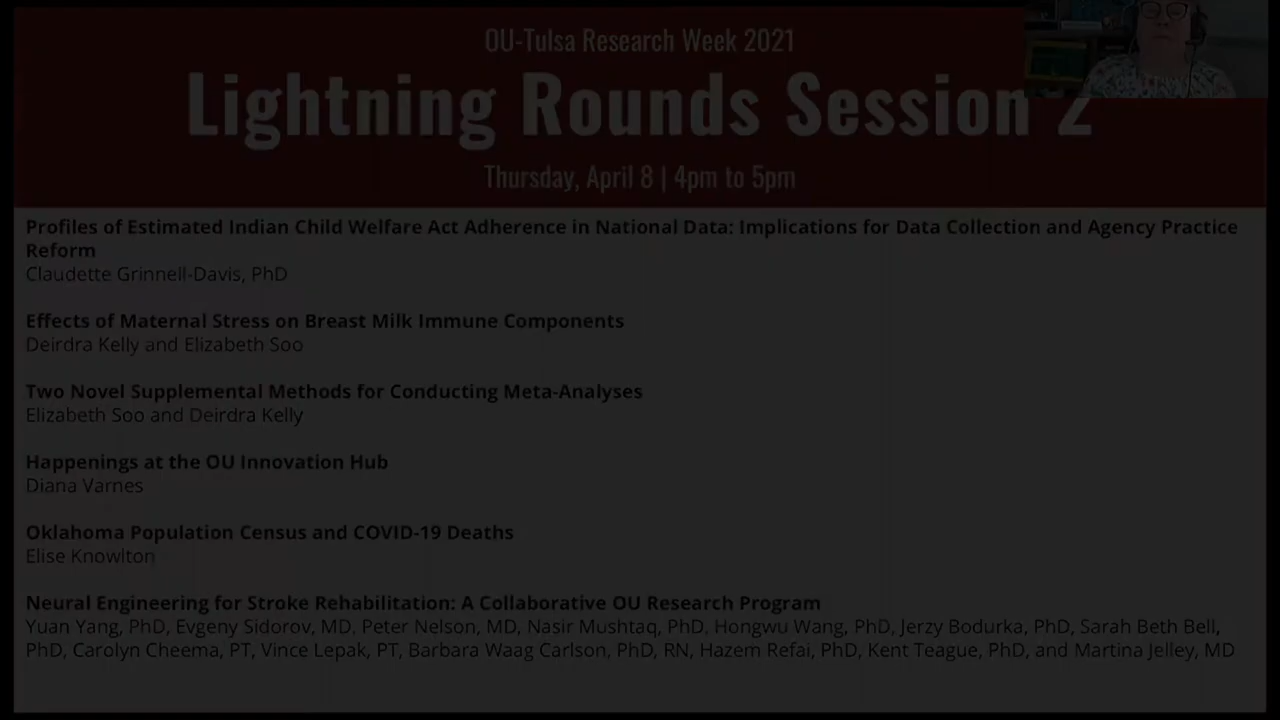 OU-Tulsa Research Week 2021
Lightning Rounds Session 2
Thursday, April 8 | 4pm to 5pm
Profiles of Estimated Indian Child Welfare Act Adherence in National Data: Implications for Data Collection and Agency Practice
Reform
Claudette Grinnell-Davis, PhD
Effects of Maternal Stress on Breast Milk Immune Components
Deirdra Kelly and Elizabeth Soo
Two Novel Supplemental Methods for Conducting Meta-Analyses
Elizabeth Soo and Deirdra Kelly
Happenings at the OU Innovation Hub
Diana Varnes
Oklahoma Population Census and COVID-19 Deaths
Elise Knowlton
Neural Engineering for Stroke Rehabilitation: A Collaborative OU Research Program
Yuan Yang, PhD, Evgeny Sidorov, MD, Peter Nelson, MD, Nasir Mushtaq, PhD, Hongwu Wang, PhD, Jerzy Bodurka, PhD, Sarah Beth Bell,
PhD, Carolyn Cheema, PT, Vince Lepak, PT, Barbara Waag Carlson, PhD, RN, Hazem Refai, PhD, Kent Teague, PhD, and Martina Jelley, MD